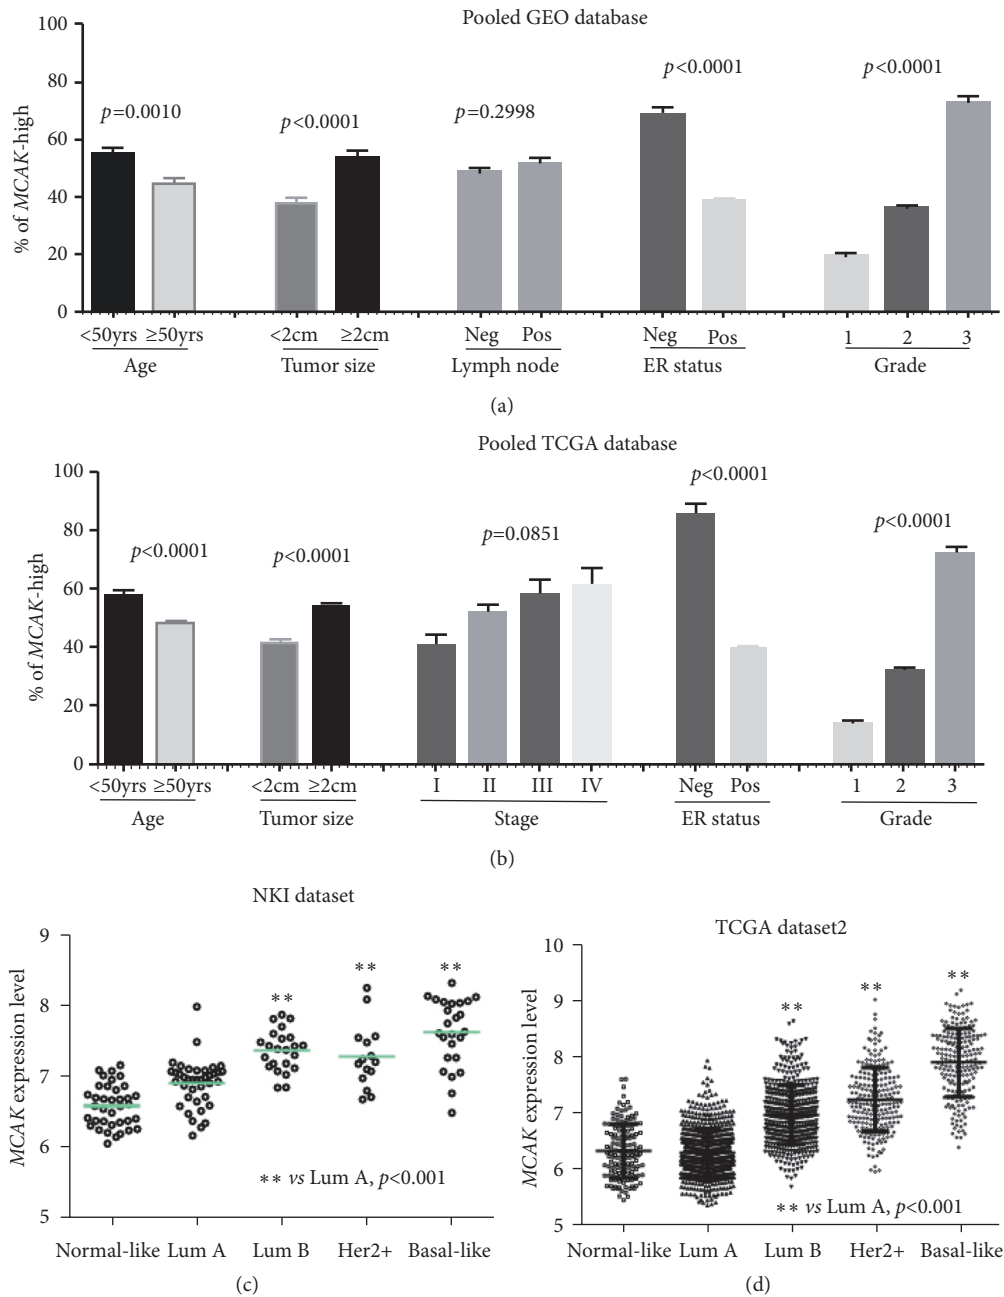 Pooled GEO database
% of MCAK-high
100
80
60
40
20
0
p=0.0010
p<0.0001
p=0.2998
p<0.0001
p<0.0001
<50yrs ≥50yrs
<2cm ≥2cm
Neg Pos
Neg Pos
1 2 3
Age
Tumor size
Lymph node
ER status
Grade
(a)
Pooled TCGA database
% of MCAK-high
100
80
60
40
20
0
p<0.0001
p<0.0001
p=0.0851
p<0.0001
p<0.0001
<50yrs ≥50yrs
<2cm ≥2cm
I II III IV
Neg Pos
1 2 3
Age
Tumor size
Stage
ER status
Grade
(b)
NKI dataset
MCAK expression level
9
8
7
6
5
**
**
**
** vs Lum A, p<0.001
Normal-like Lum A Lum B Her2+ Basal-like
(c)
TCGA dataset2
MCAK expression level
10
9
8
7
6
5
**
**
**
** vs Lum A, p<0.001
Normal-like Lum A Lum B Her2+ Basal-like
(d)